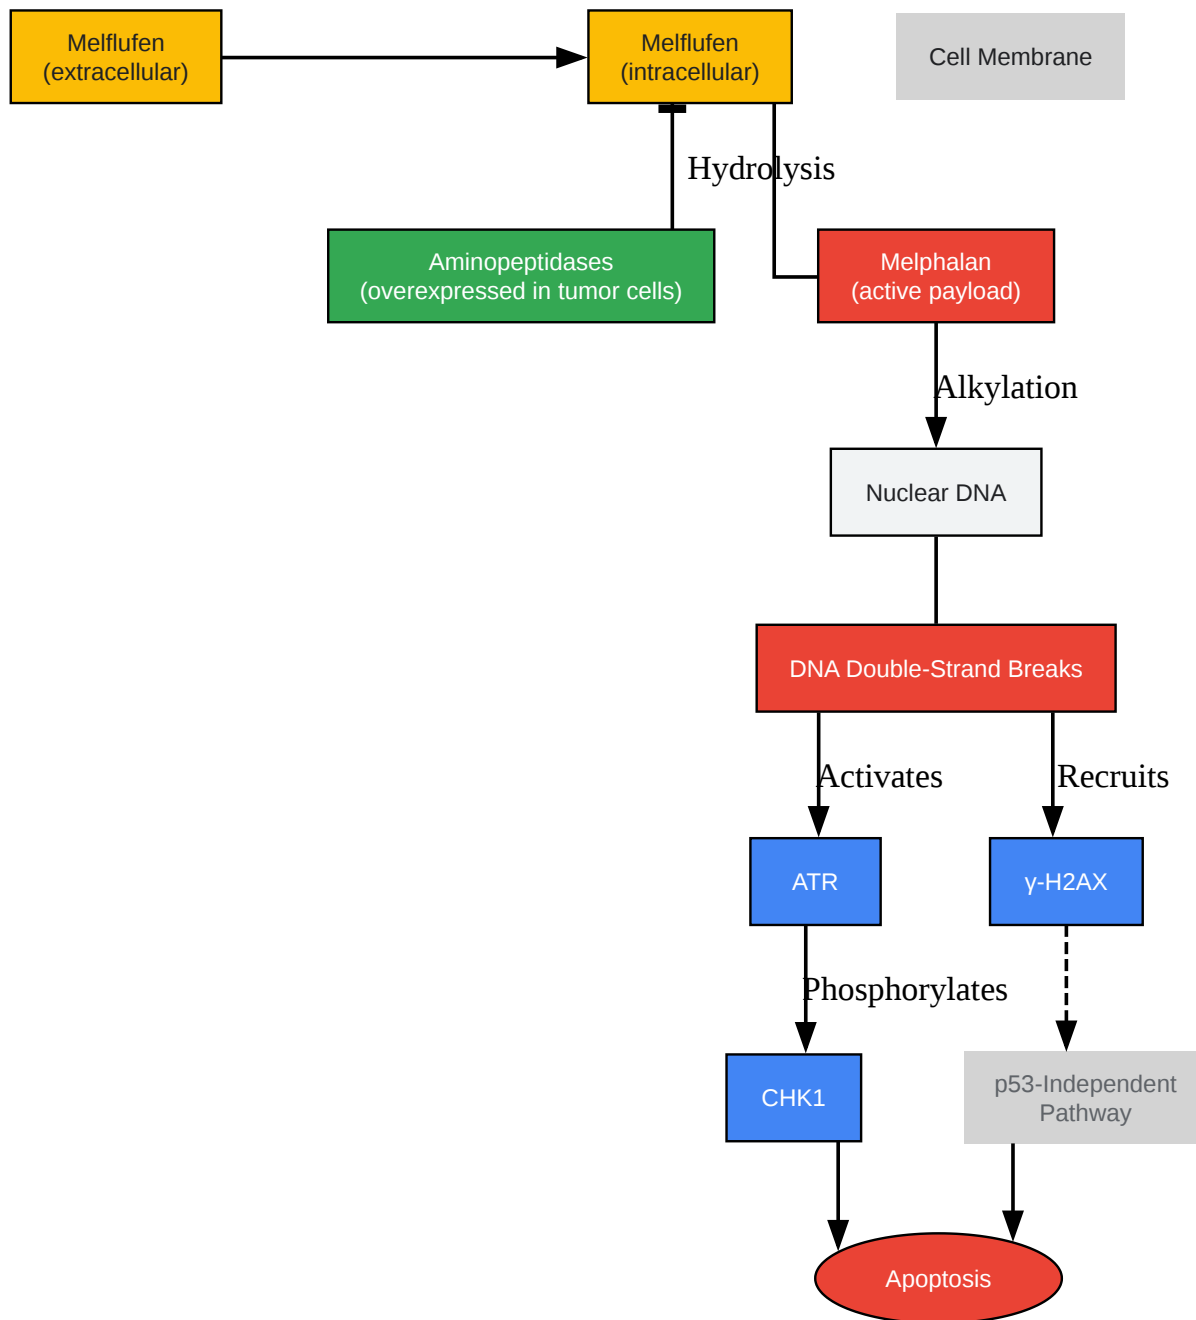 Melflufen
(extracellular)
Melflufen
(intracellular)
Cell Membrane
Hydrolysis
Aminopeptidases
(overexpressed in tumor cells)
Melphalan
(active payload)
Alkylation
Nuclear DNA
DNA Double-Strand Breaks
Activates
Recruits
ATR
γ-H2AX
Phosphorylates
CHK1
p53-Independent
Pathway
Apoptosis